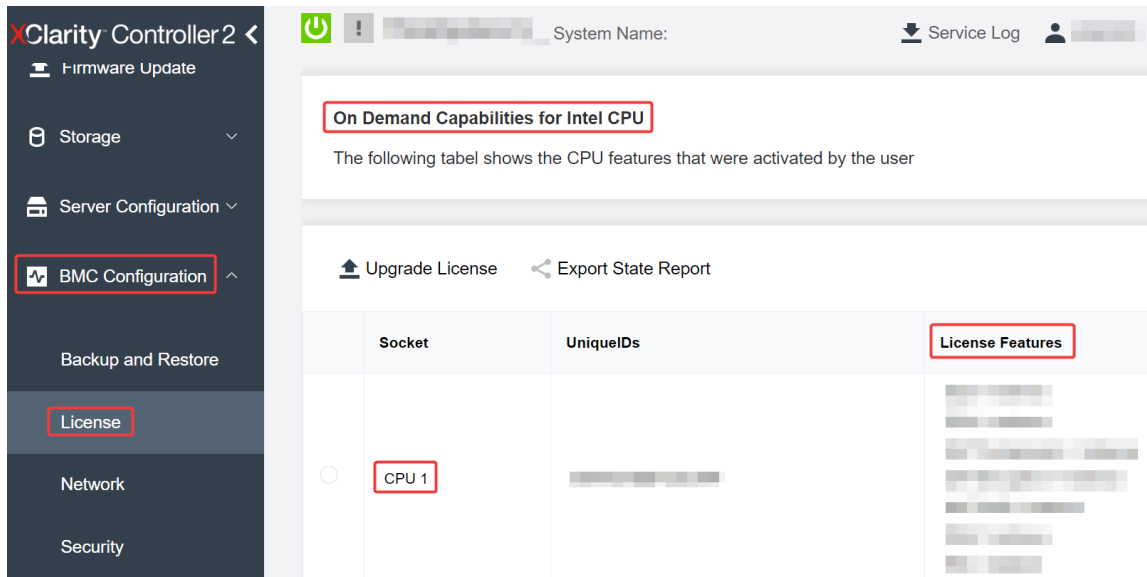 XClarity Controller 2
Firmware Update
Storage
Server Configuration
BMC Configuration
Backup and Restore
License
Network
Security
System Name:
Service Log
On Demand Capabilities for Intel CPU
The following tabel shows the CPU features that were activated by the user
Upgrade License Export State Report
Socket UniqueIDs License Features
CPU 1